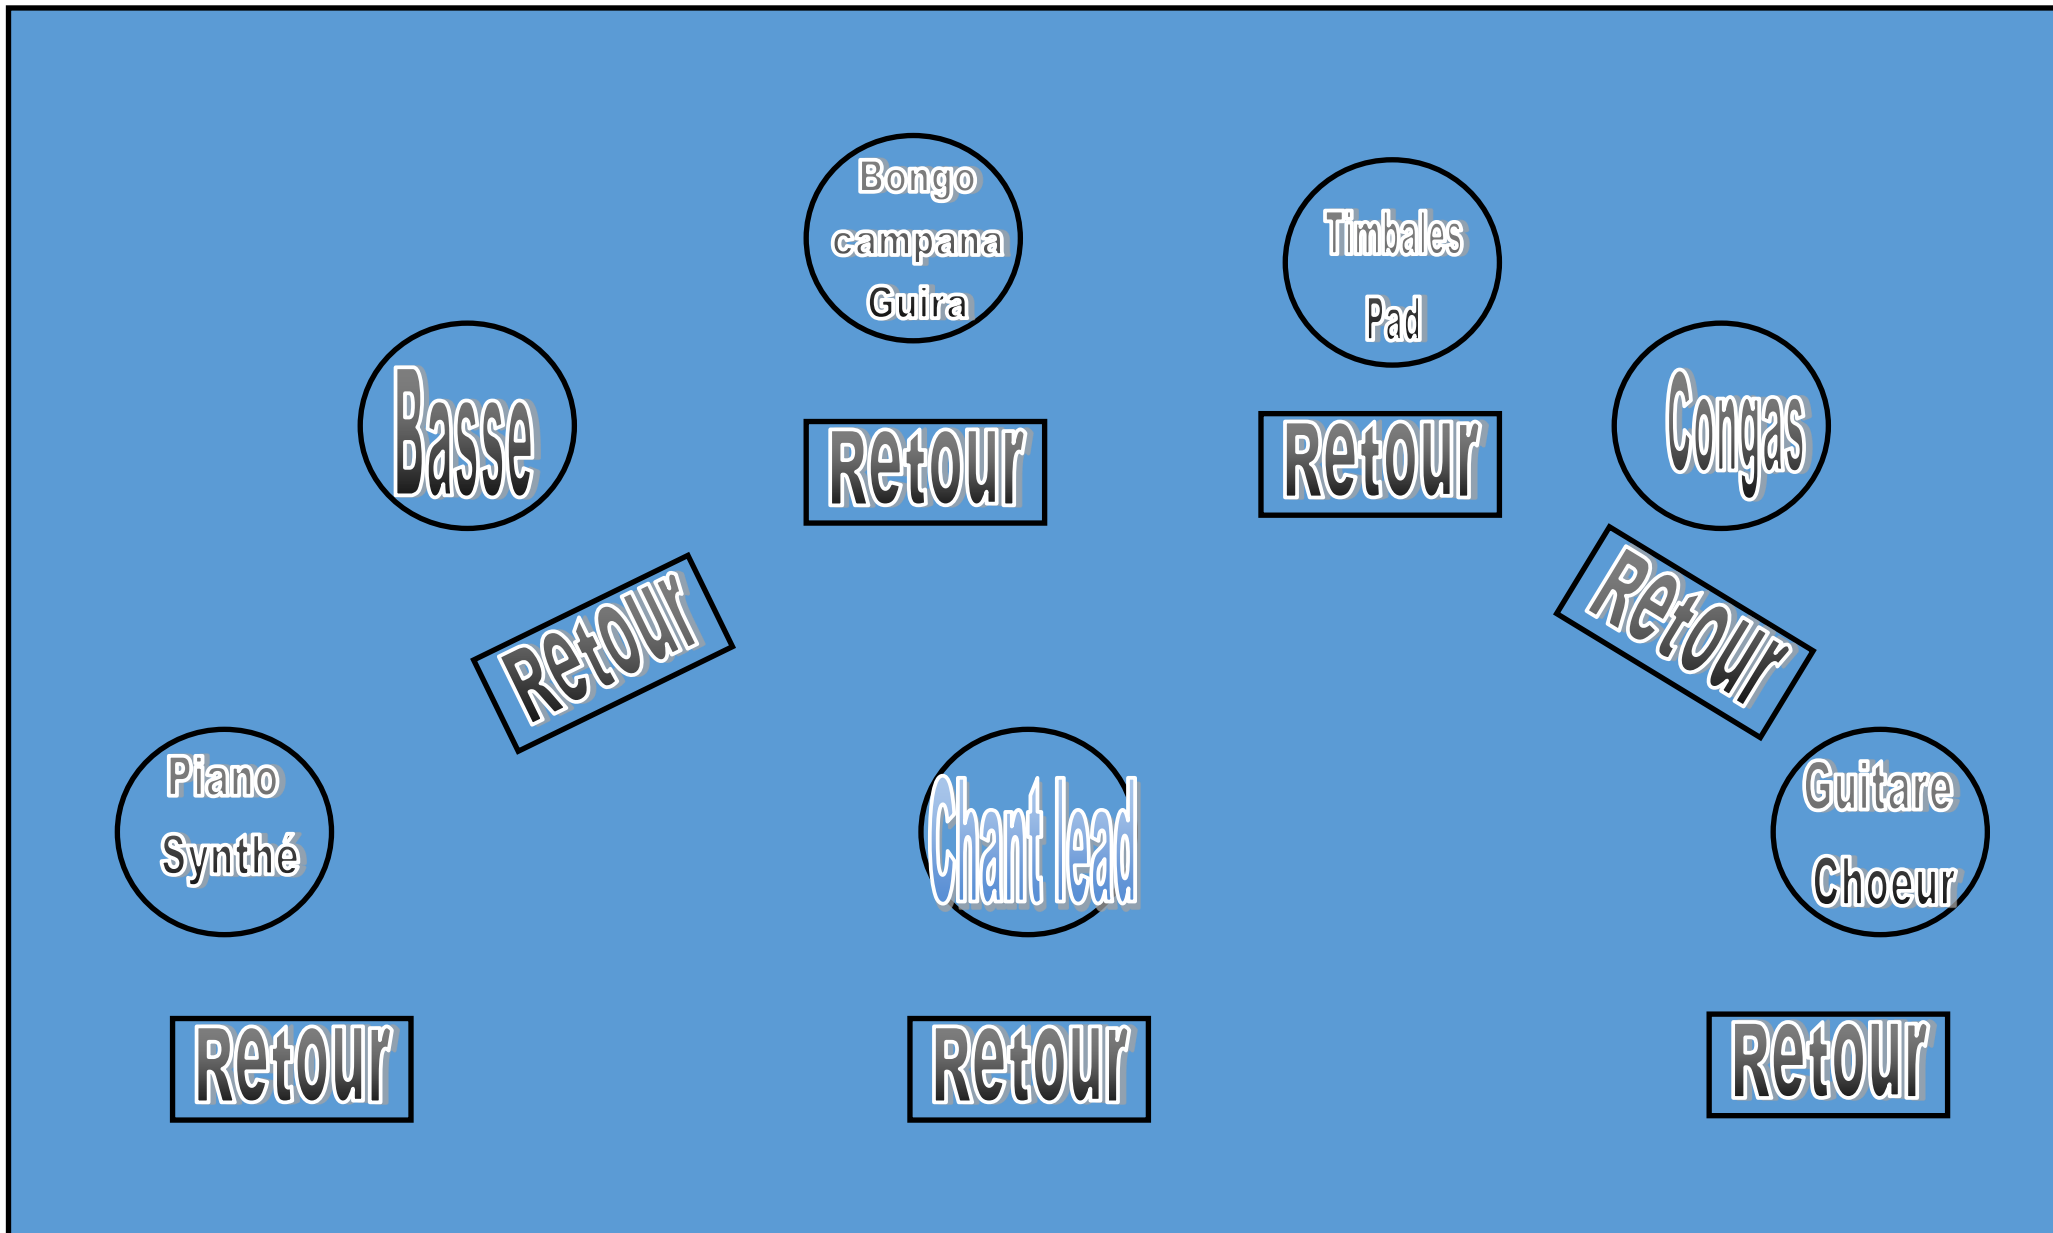 Bongo
campana
Guira
Timbales
Pad
Basse
Congas
Retour
Retour
Retour
Retour
Piano
Synthé
Chant lead
Guitare
Choeur
Retour
Retour
Retour